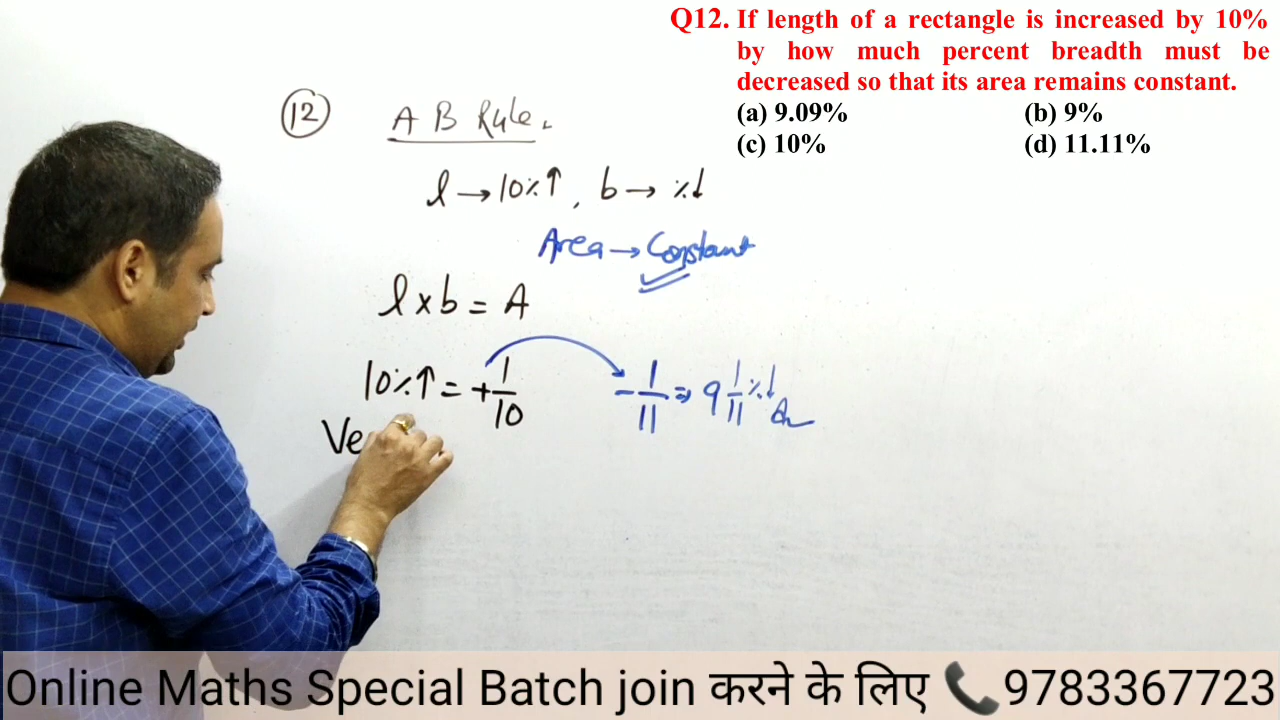 Q12. If length of a rectangle is increased by 10%
by how much percent breadth must be
decreased so that its area remains constant.
(a) 9.09% (b) 9%
(c) 10% (d) 11.11%
12 A B Rule.
l → 10% ↑, b → % ↓
Area → Constant
l × b = A
10% ↑ = + 1/10 - 1/11 ⇒ 9 1/11 % ↓
Ve
Online Maths Special Batch join करने के लिए 📞9783367723